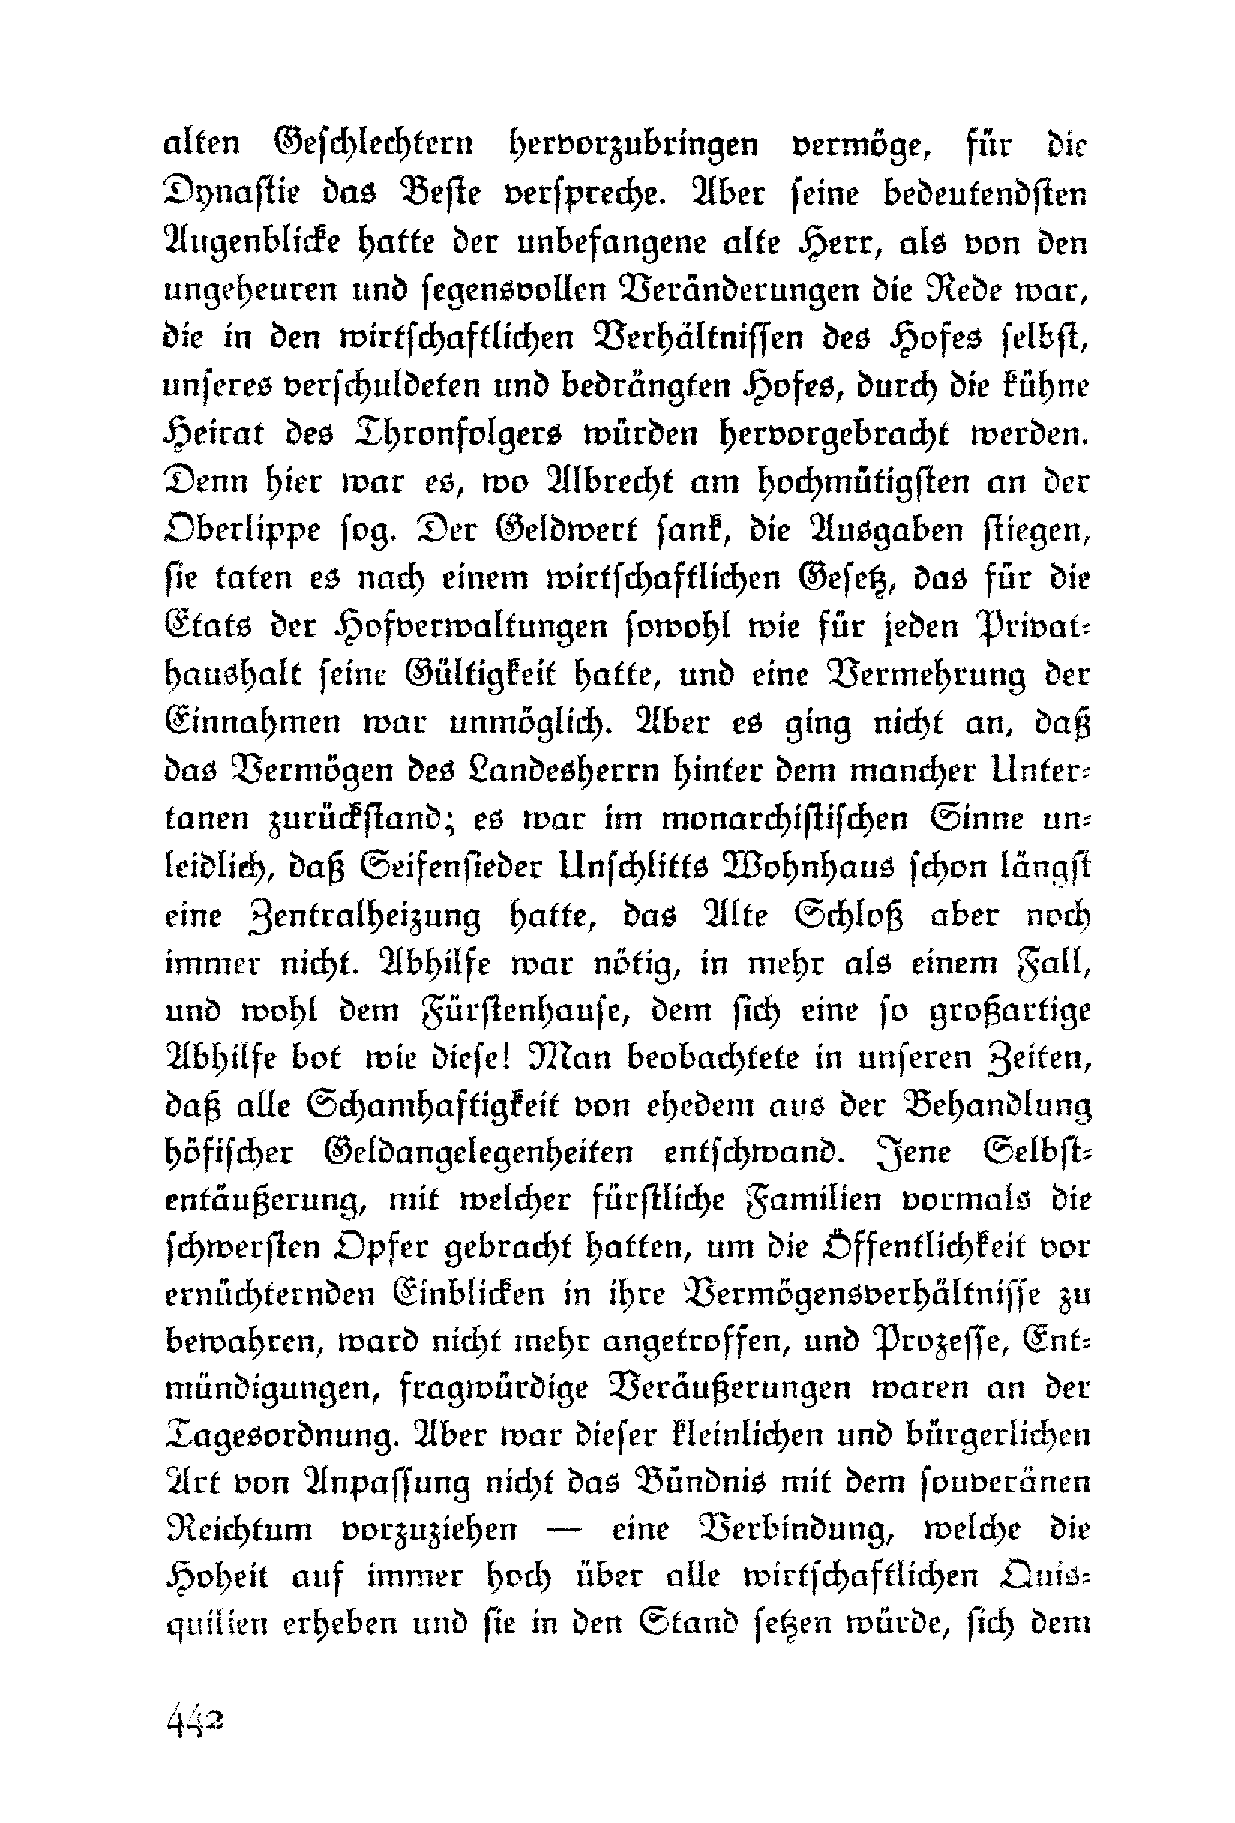 alten Geſchlechtern hervorzubringen vermöge, für die
Dynaſtie das Beſte verſpreche. Aber ſeine bedeutendſten
Augenblicke hatte der unbefangene alte Herr, als von den
ungeheuren und ſegensvollen Veränderungen die Rede war,
die in den wirtſchaftlichen Verhältniſſen des Hofes ſelbſt,
unſeres verſchuldeten und bedrängten Hofes, durch die kühne
Heirat des Thronfolgers würden hervorgebracht werden.
Denn hier war es, wo Albrecht am hochmütigſten an der
Oberlippe ſog. Der Geldwert ſank, die Ausgaben ſtiegen,
ſie taten es nach einem wirtſchaftlichen Geſetz, das für die
Etats der Hofverwaltungen ſowohl wie für jeden Privat⸗
haushalt ſeine Gültigkeit hatte, und eine Vermehrung der
Einnahmen war unmöglich. Aber es ging nicht an, daß
das Vermögen des Landesherrn hinter dem mancher Unter⸗
tanen zurückſtand; es war im monarchiſtiſchen Sinne un⸗
leidlich, daß Seifenſieder Unſchlitts Wohnhaus ſchon längſt
eine Zentralheizung hatte, das Alte Schloß aber noch
immer nicht. Abhilfe war nötig, in mehr als einem Fall,
und wohl dem Fürſtenhauſe, dem ſich eine ſo großartige
Abhilfe bot wie dieſe! Man beobachtete in unſeren Zeiten,
daß alle Schamhaftigkeit von ehedem aus der Behandlung
höfiſcher Geldangelegenheiten entſchwand. Jene Selbſt⸗
entäußerung, mit welcher fürſtliche Familien vormals die
ſchwerſten Opfer gebracht hatten, um die Öffentlichkeit vor
ernüchternden Einblicken in ihre Vermögensverhältniſſe zu
bewahren, ward nicht mehr angetroffen, und Prozeſſe, Ent⸗
mündigungen, fragwürdige Veräußerungen waren an der
Tagesordnung. Aber war dieſer kleinlichen und bürgerlichen
Art von Anpaſſung nicht das Bündnis mit dem ſouveränen
Reichtum vorzuziehen — eine Verbindung, welche die
Hoheit auf immer hoch über alle wirtſchaftlichen Quis⸗
quilien erheben und ſie in den Stand ſetzen würde, ſich dem
442